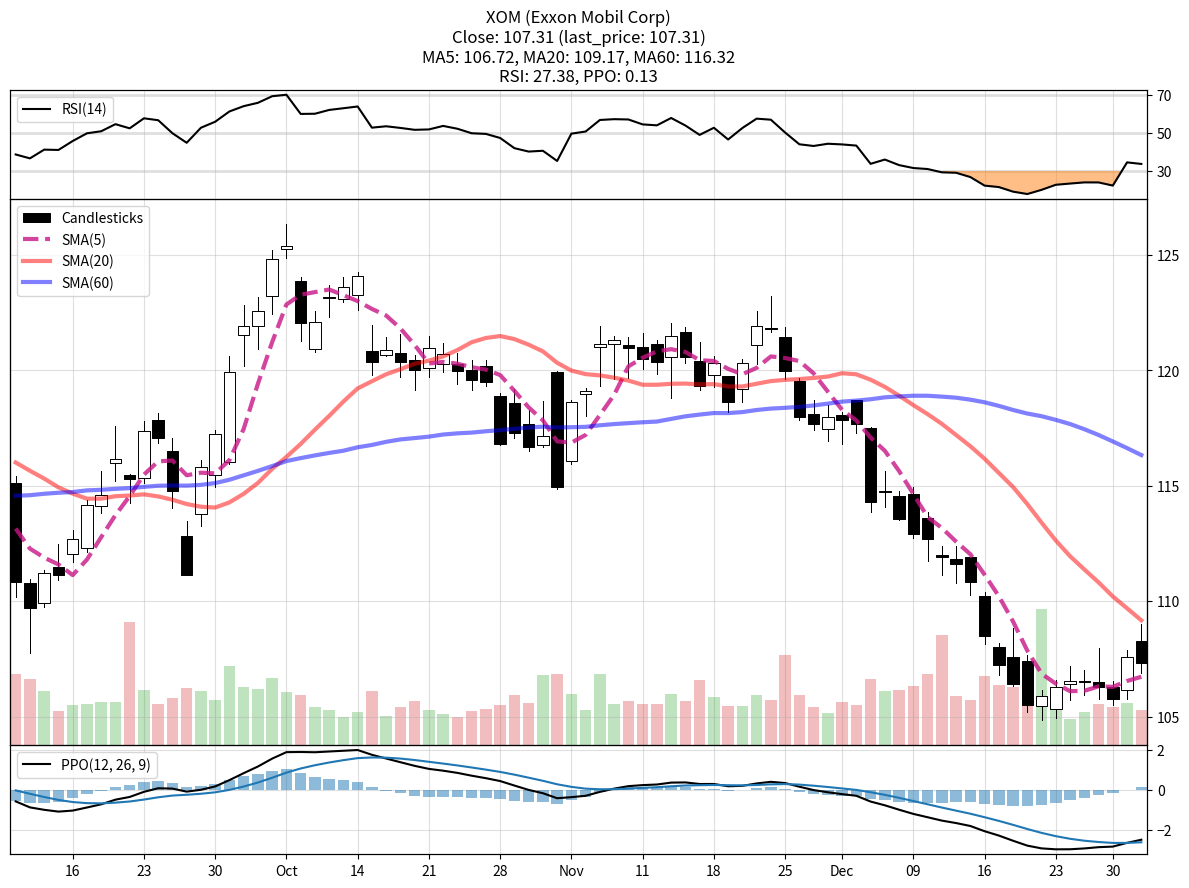 XOM (Exxon Mobil Corp)
Close: 107.31 (last_price: 107.31)
MA5: 106.72, MA20: 109.17, MA60: 116.32
RSI: 27.38, PPO: 0.13
RSI(14)
70
50
30
Candlesticks
SMA(5)
SMA(20)
SMA(60)
125
120
115
110
105
PPO(12, 26, 9)
2
0
−2
16 23 30 Oct 14 21 28 Nov 11 18 25 Dec 09 16 23 30